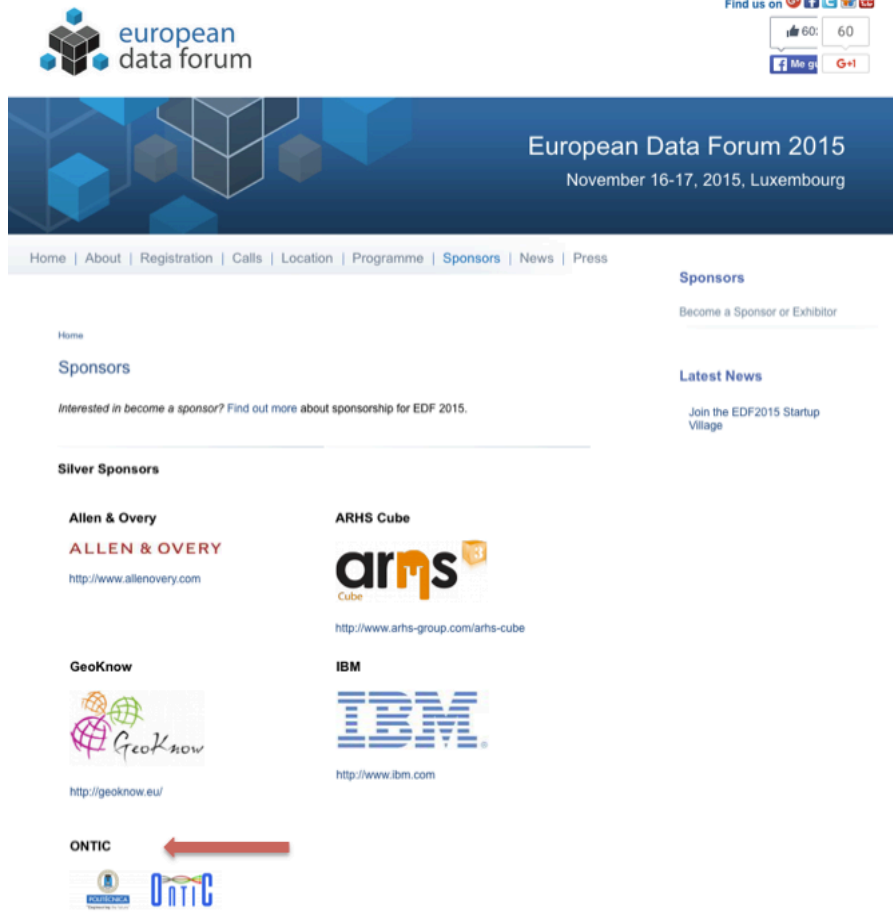 Find us on
european
data forum
60
Me
G+1
European Data Forum 2015
November 16-17, 2015, Luxembourg
Home | About | Registration | Calls | Location | Programme | Sponsors | News | Press
Sponsors
Become a Sponsor or Exhibitor
Home
Sponsors
Latest News
Interested in become a sponsor? Find out more about sponsorship for EDF 2015.
Join the EDF2015 Startup
Village
Silver Sponsors
Allen & Overy
ARHS Cube
ALLEN & OVERY
arηs 3
Cube
http://www.allenovery.com
http://www.arhs-group.com/arhs-cube
GeoKnow
IBM
GeoKnow
IBM
http://www.ibm.com
http://geoknow.eu/
ONTIC
POLITÉCNICA
ONTIC